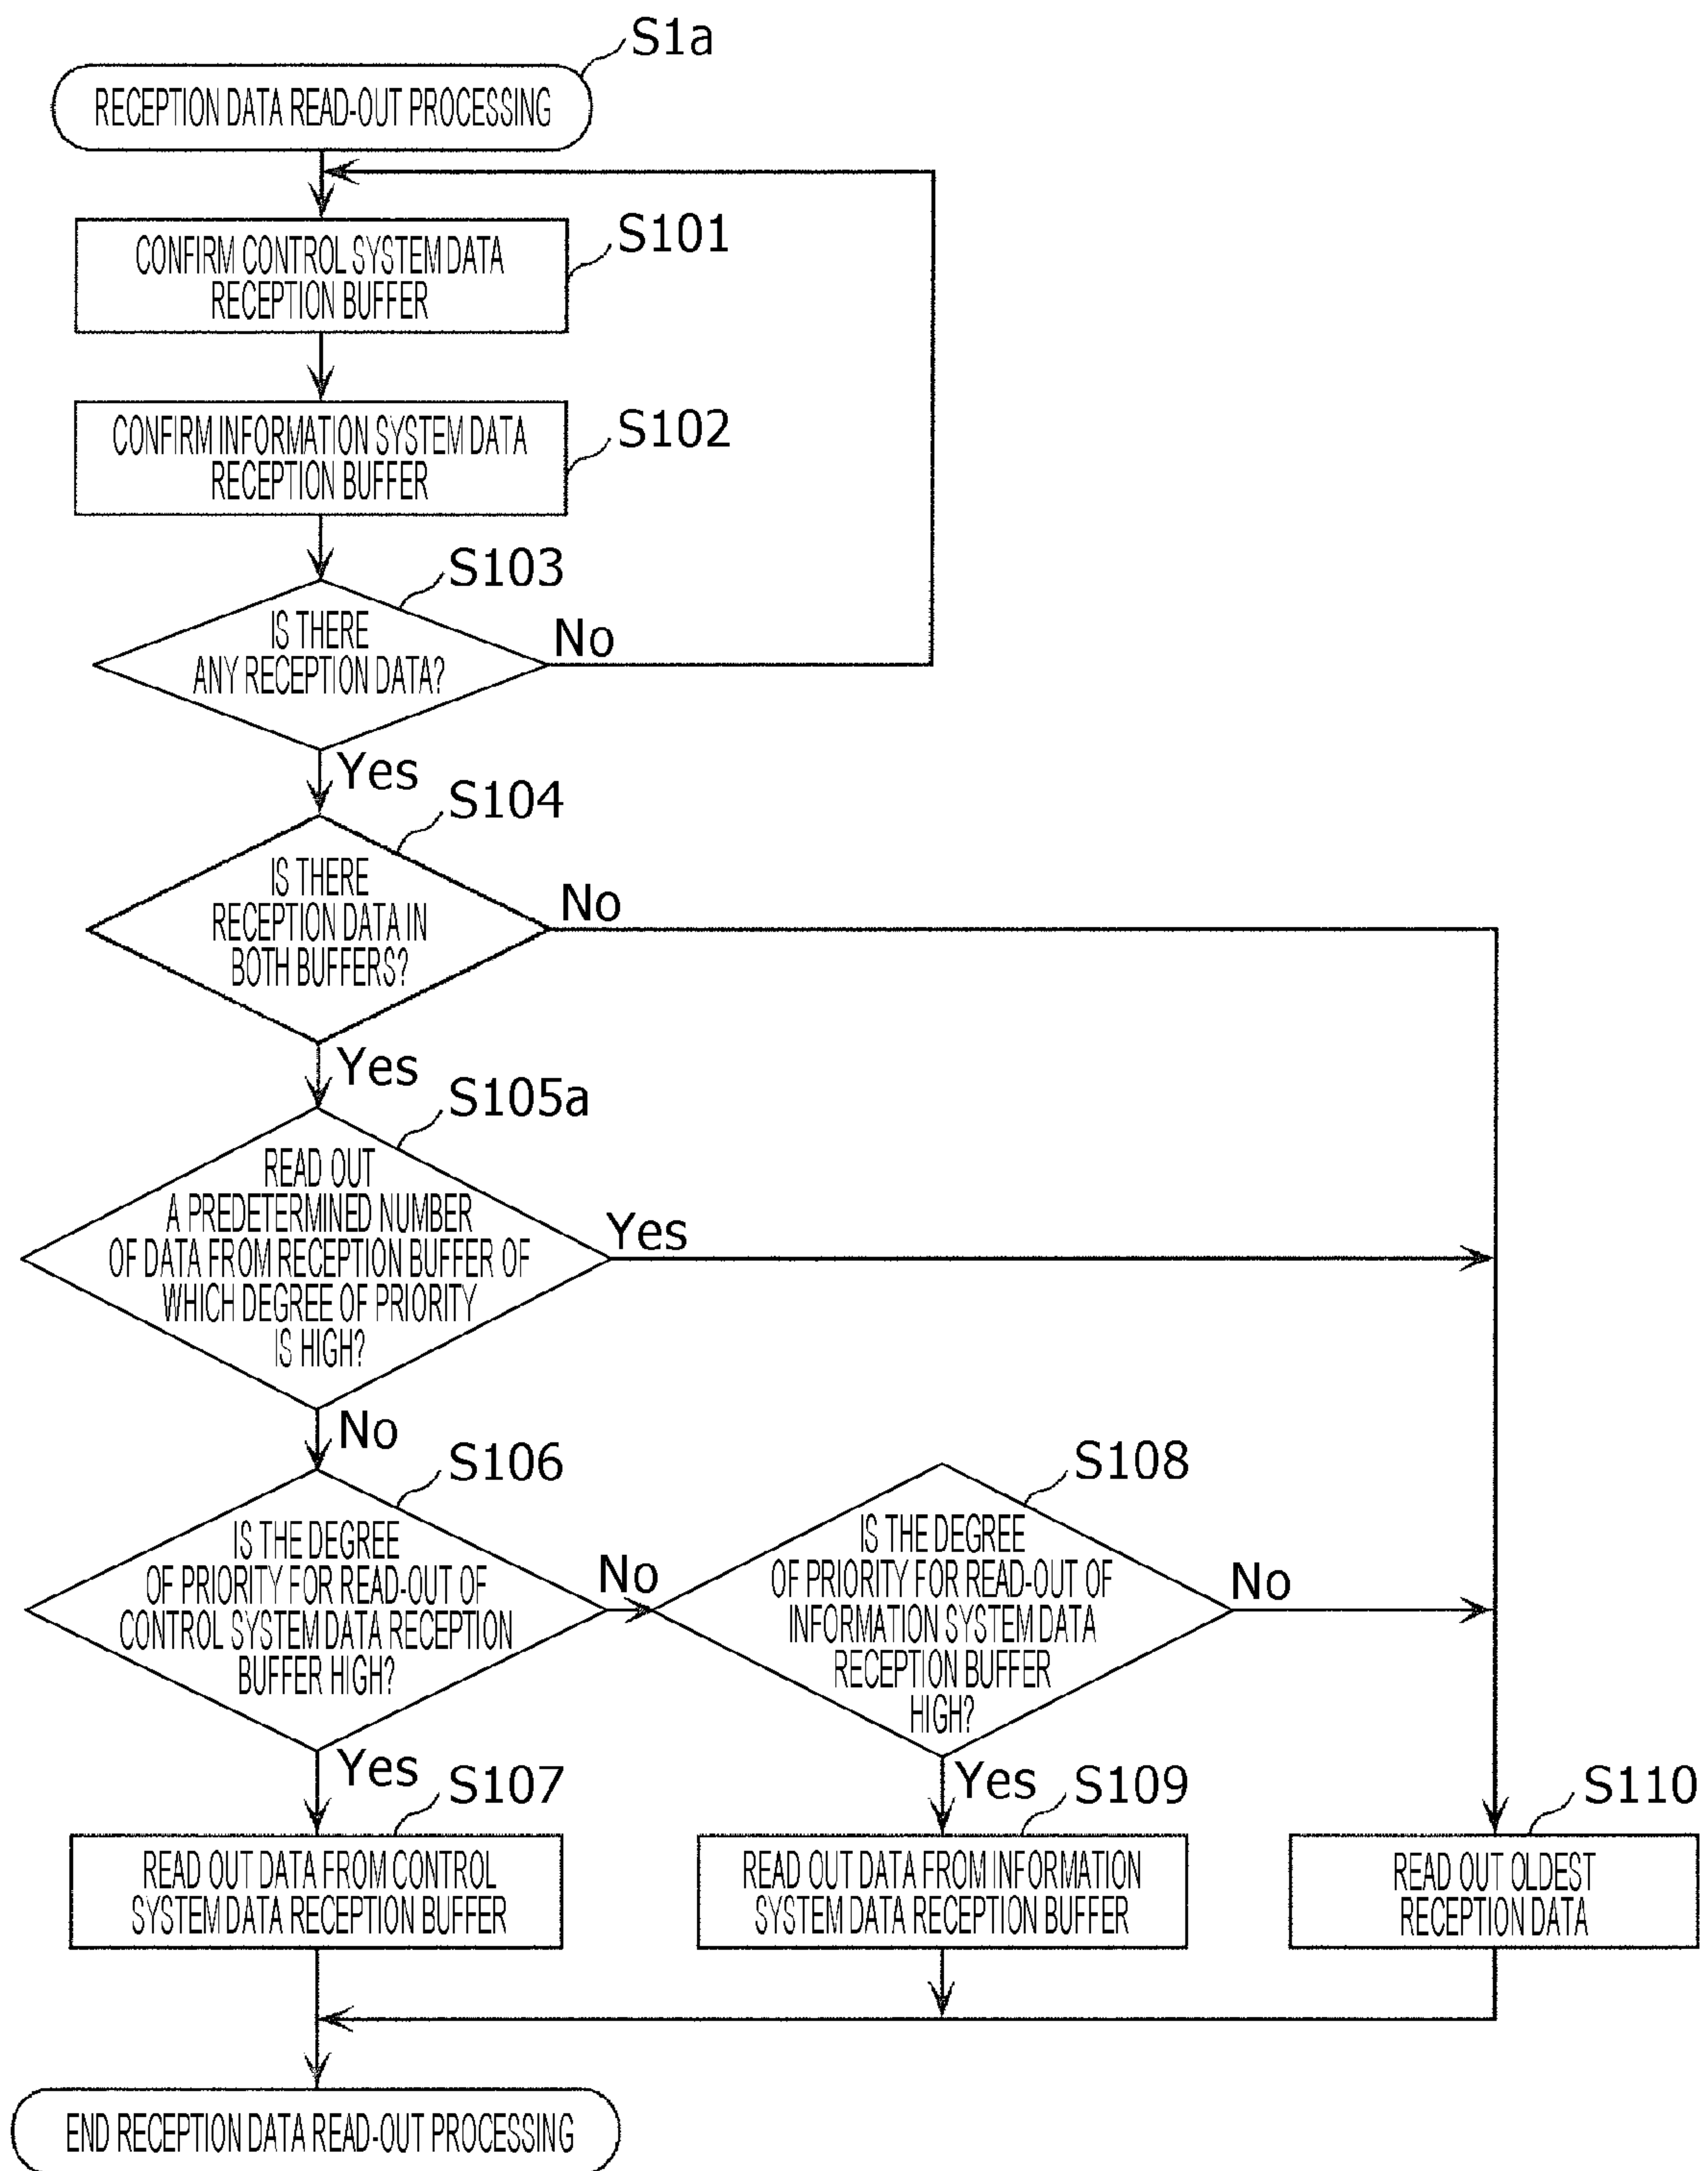 S1a
RECEPTION DATA READ-OUT PROCESSING
S101
CONFIRM CONTROL SYSTEM DATA
RECEPTION BUFFER
S102
CONFIRM INFORMATION SYSTEM DATA
RECEPTION BUFFER
S103
IS THERE
ANY RECEPTION DATA?
No
Yes
S104
IS THERE
RECEPTION DATA IN
BOTH BUFFERS?
No
Yes
S105a
READ OUT
A PREDETERMINED NUMBER
OF DATA FROM RECEPTION BUFFER OF
WHICH DEGREE OF PRIORITY
IS HIGH?
Yes
No
S106
IS THE DEGREE
OF PRIORITY FOR READ-OUT OF
CONTROL SYSTEM DATA RECEPTION
BUFFER HIGH?
No
Yes
S108
IS THE DEGREE
OF PRIORITY FOR READ-OUT OF
INFORMATION SYSTEM DATA
RECEPTION BUFFER
HIGH?
No
Yes
S107
READ OUT DATA FROM CONTROL
SYSTEM DATA RECEPTION BUFFER
S109
READ OUT DATA FROM INFORMATION
SYSTEM DATA RECEPTION BUFFER
S110
READ OUT OLDEST
RECEPTION DATA
END RECEPTION DATA READ-OUT PROCESSING